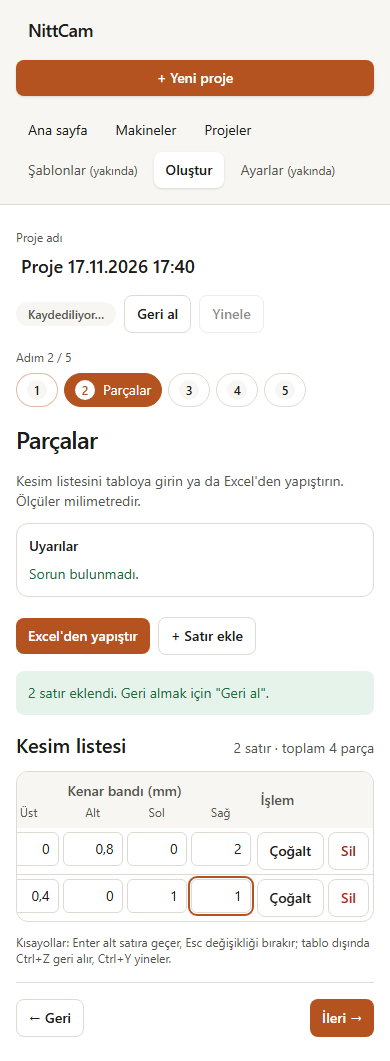 NittCam
+ Yeni proje
Ana sayfa Makineler Projeler
Şablonlar (yakında) Oluştur Ayarlar (yakında)
Proje adı
Proje 17.11.2026 17:40
Kaydediliyor... Geri al Yinele
Adım 2 / 5
1 2 Parçalar 3 4 5
Parçalar
Kesim listesini tabloya girin ya da Excel'den yapıştırın.
Ölçüler milimetredir.
Uyarılar
Sorun bulunmadı.
Excel'den yapıştır + Satır ekle
2 satır eklendi. Geri almak için "Geri al".
Kesim listesi 2 satır · toplam 4 parça
Kenar bandı (mm) İşlem
Üst Alt Sol Sağ
0 0,8 0 2 Çoğalt Sil
0,4 0 1 1 Çoğalt Sil
Kısayollar: Enter alt satıra geçer, Esc değişikliği bırakır; tablo dışında
Ctrl+Z geri alır, Ctrl+Y yineler.
← Geri İleri →